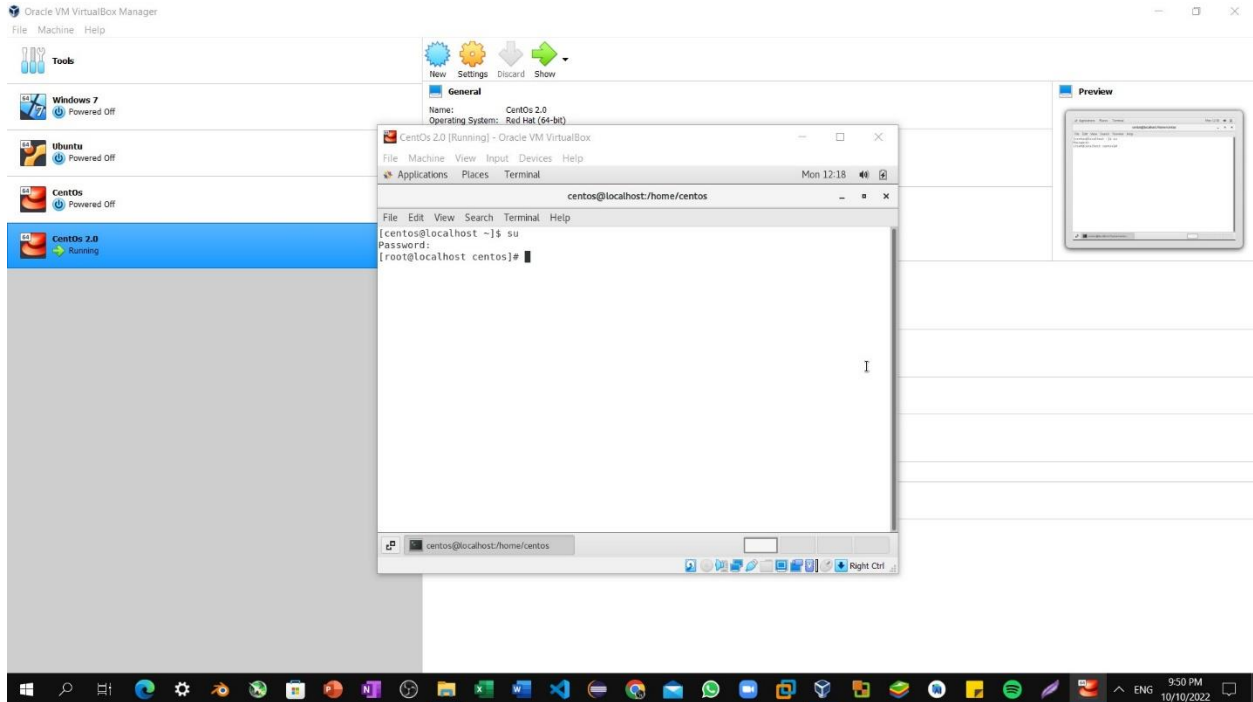 Oracle VM VirtualBox Manager
File Machine Help
Tools
New Settings Discard Show
64 Windows 7
Powered Off
64 Ubuntu
Powered Off
64 CentOs
Powered Off
64 CentOs 2.0
Running
General
Name: CentOs 2.0
Operating System: Red Hat (64-bit)
Preview
CentOs 2.0 [Running] - Oracle VM VirtualBox
File Machine View Input Devices Help
Applications Places Terminal Mon 12:18
centos@localhost:/home/centos
File Edit View Search Terminal Help
[centos@localhost ~]$ su
Password:
[root@localhost centos]#
centos@localhost:/home/centos
Right Ctrl
ENG 9:50 PM
10/10/2022